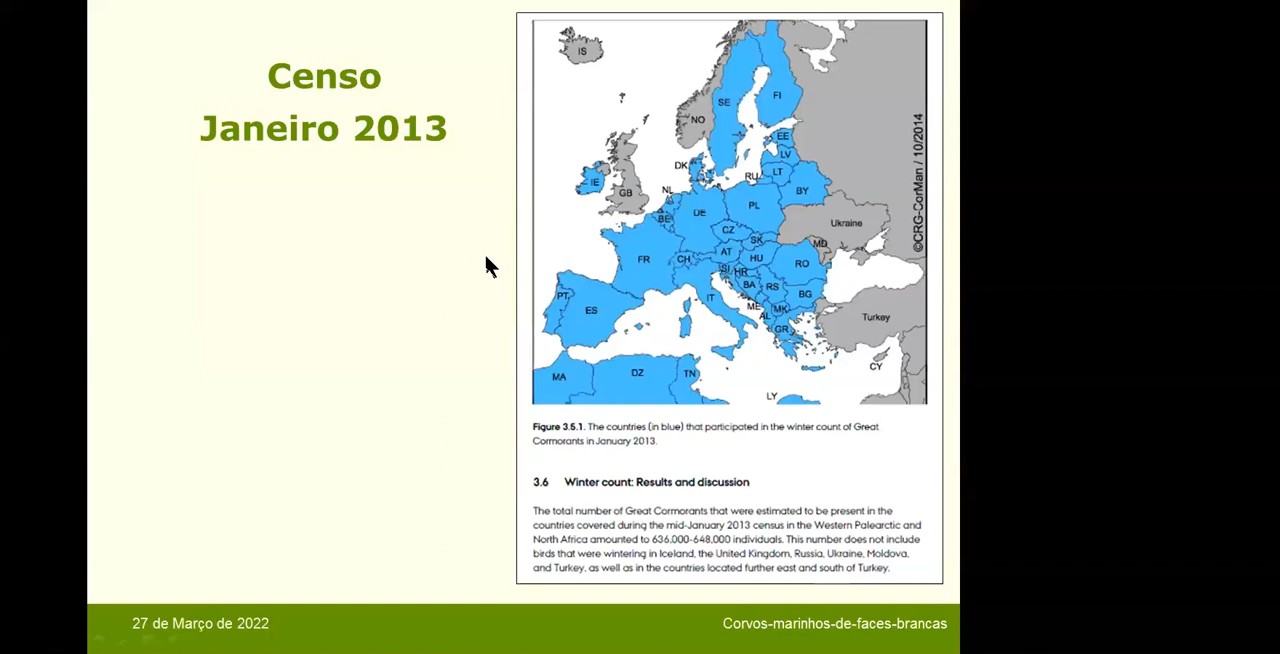 Censo
Janeiro 2013
IS
FI
SE
NO
EE
LV
DK
LT
RU
IE
NL
BY
GB
PL
BE
DE
Ukraine
CZ
SK
MD
AT
HU
FR
CH
RO
SI
HR
BA
RS
BG
PT
IT
ES
ME
MK
AL
Turkey
GR
CY
MA
DZ
TN
LY
©CRG-CorMan / 10/2014
Figure 3.5.1. The countries (in blue) that participated in the winter count of Great
Cormorants in January 2013.
3.6 Winter count: Results and discussion
The total number of Great Cormorants that were estimated to be present in the
countries covered during the mid-January 2013 census in the Western Palearctic and
North Africa amounted to 636,000-648,000 individuals. This number does not include
birds that were wintering in Iceland, the United Kingdom, Russia, Ukraine, Moldova,
and Turkey, as well as in the countries located further east and south of Turkey.
27 de Março de 2022
Corvos-marinhos-de-faces-brancas